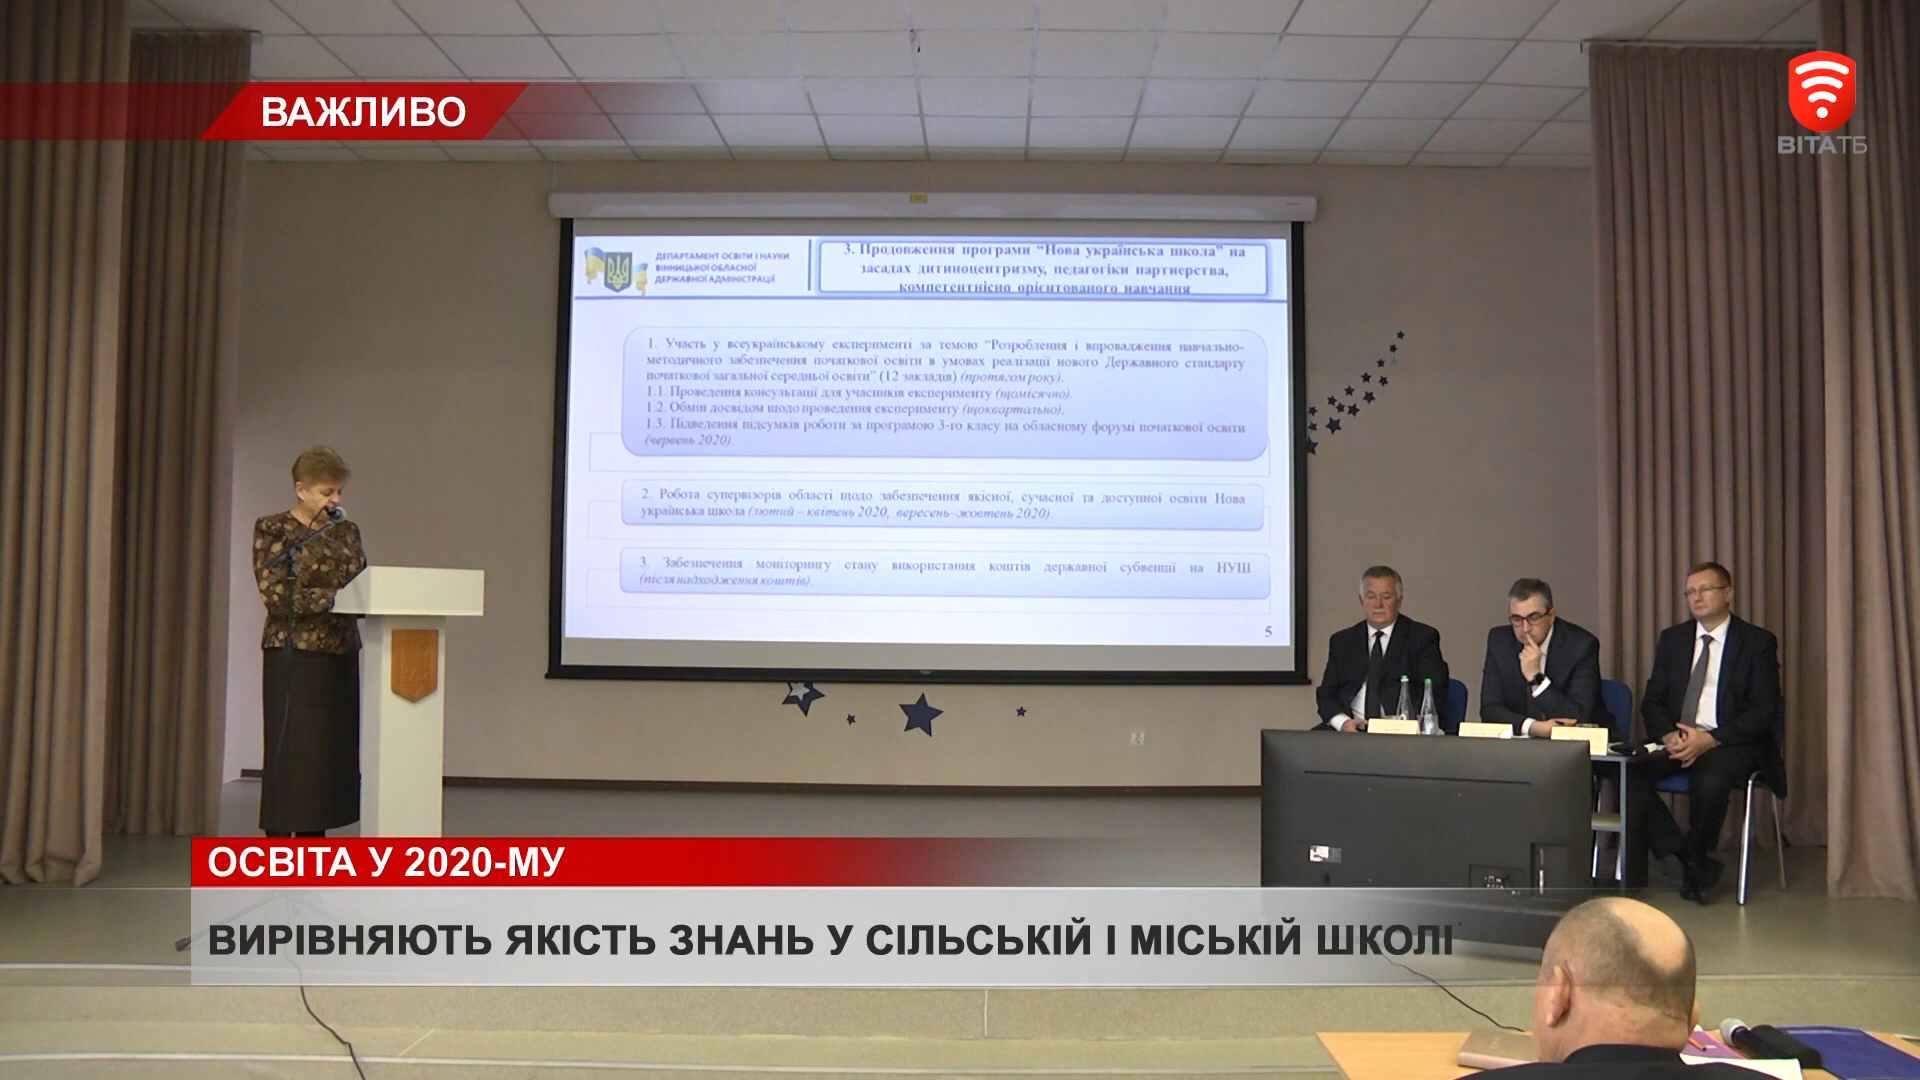 ВАЖЛИВО
ВІТАТБ
ДЕПАРТАМЕНТ ОСВІТИ І НАУКИ
ВІННИЦЬКОЇ ОБЛАСНОЇ
ДЕРЖАВНОЇ АДМІНІСТРАЦІЇ
3. Продовження програми “Нова українська школа” на
засадах дитиноцентризму, педагогіки партнерства,
компетентнісно орієнтованого навчання
1. Участь у всеукраїнському експерименті за темою “Розроблення і впровадження навчально-
методичного забезпечення початкової освіти в умовах реалізації нового Державного стандарту
початкової загальної середньої освіти” (12 закладів) (протягом року).
1.1. Проведення консультації для учасників експерименту (щомісячно).
1.2. Обмін досвідом щодо проведення експерименту (щоквартально).
1.3. Підведення підсумків роботи за програмою 3-го класу на обласному форумі початкової освіти
(червень 2020).
2. Робота супервізорів області щодо забезпечення якісної, сучасної та доступної освіти Нова
українська школа (лютий – квітень 2020, вересень–жовтень 2020).
3. Забезпечення моніторингу стану використання коштів державної субвенції на НУШ
(після надходження коштів).
5
ОСВІТА У 2020-МУ
ВИРІВНЯЮТЬ ЯКІСТЬ ЗНАНЬ У СІЛЬСЬКІЙ І МІСЬКІЙ ШКОЛІ